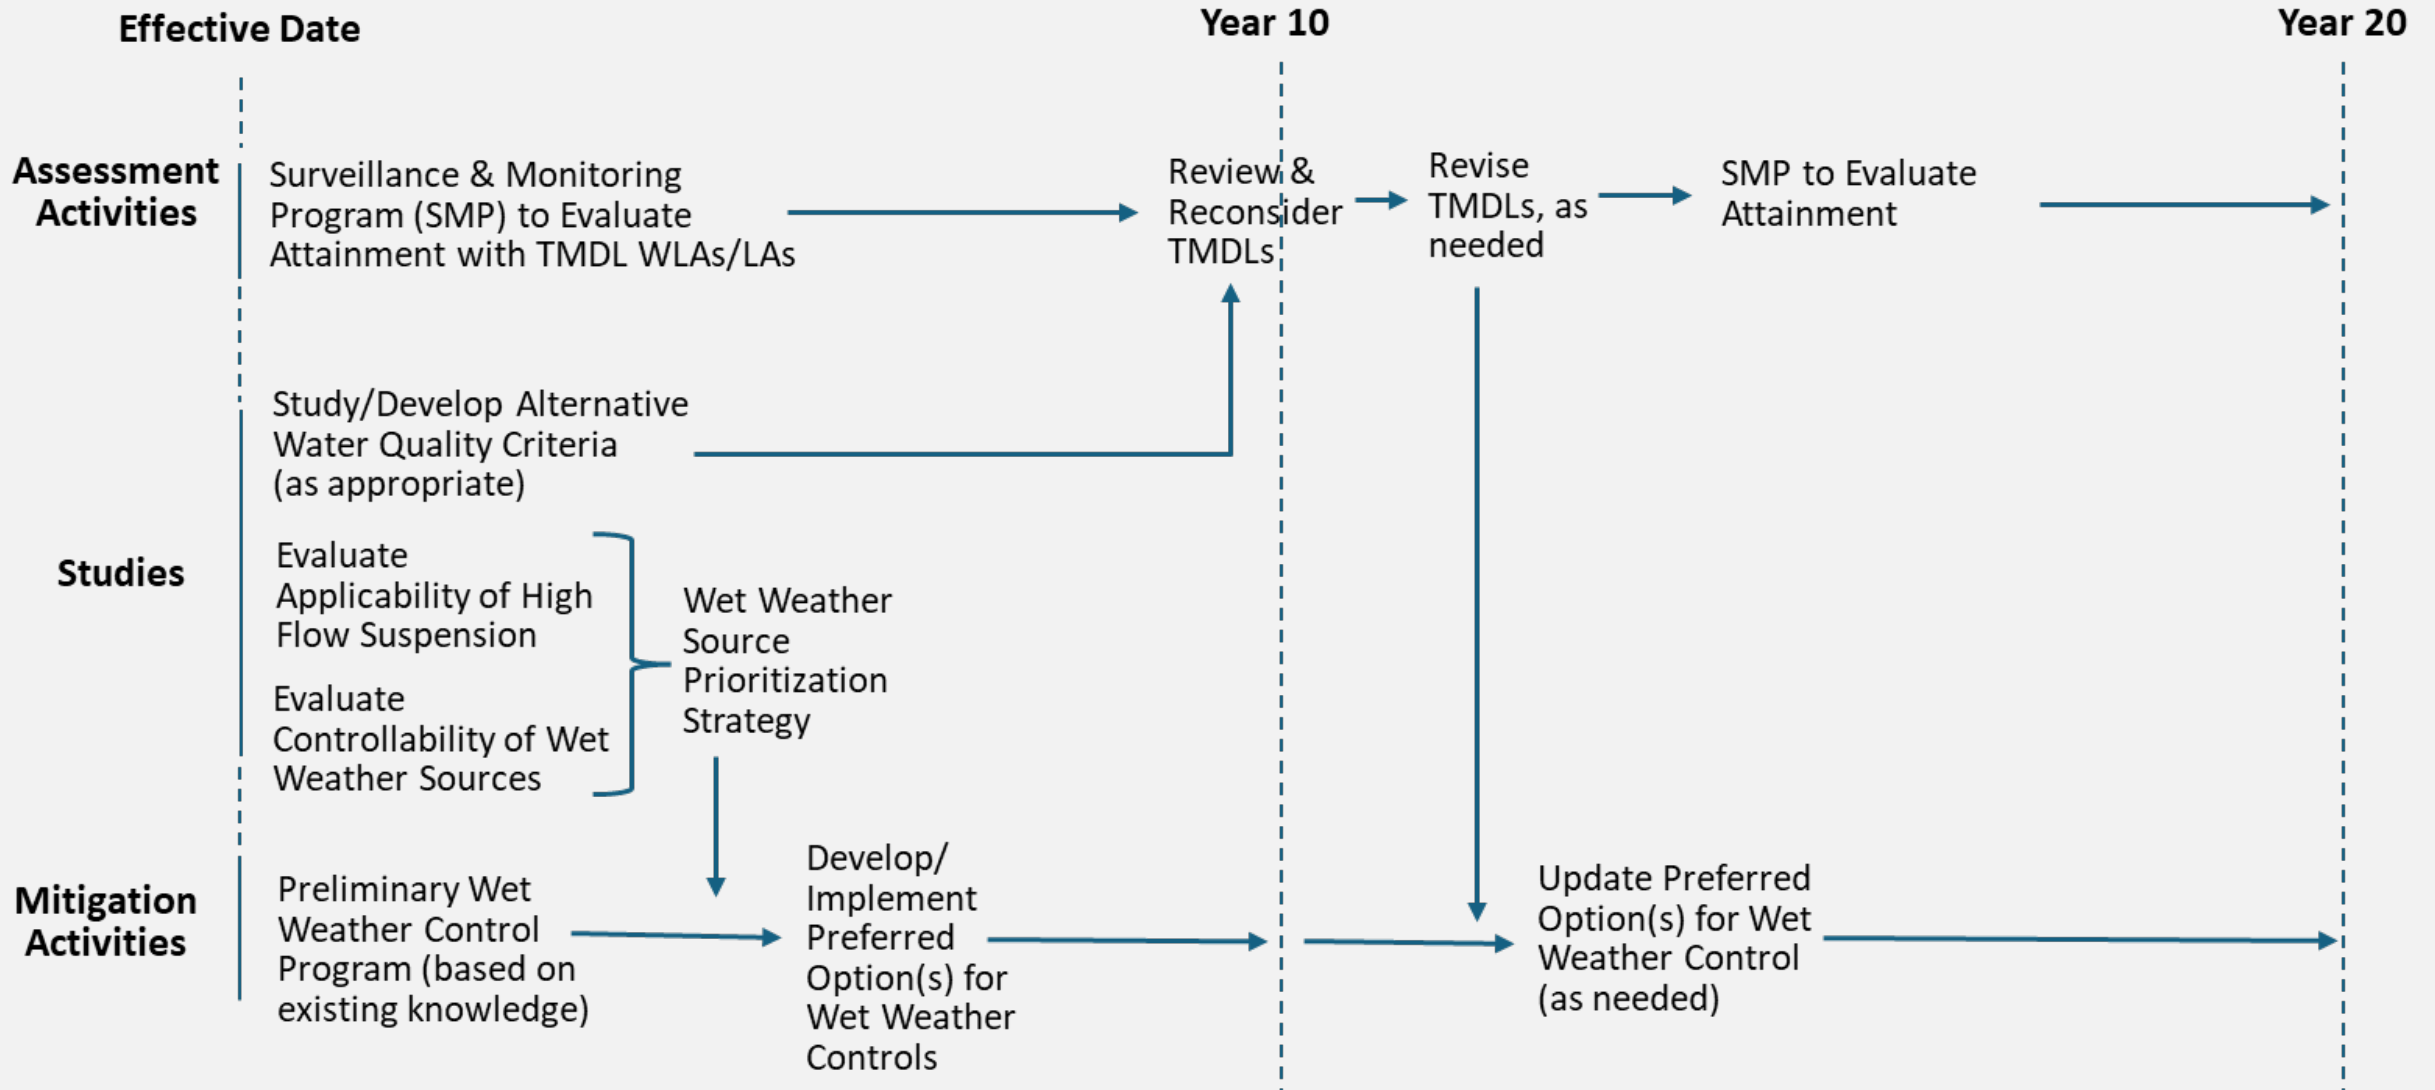 Effective Date
Year 10
Year 20
Assessment
Activities
Surveillance & Monitoring
Program (SMP) to Evaluate
Attainment with TMDL WLAs/LAs
Review &
Reconsider
TMDLs
Revise
TMDLs, as
needed
SMP to Evaluate
Attainment
Studies
Study/Develop Alternative
Water Quality Criteria
(as appropriate)
Evaluate
Applicability of High
Flow Suspension
Evaluate
Controllability of Wet
Weather Sources
Wet Weather
Source
Prioritization
Strategy
Mitigation
Activities
Preliminary Wet
Weather Control
Program (based on
existing knowledge)
Develop/
Implement
Preferred
Option(s) for
Wet Weather
Controls
Update Preferred
Option(s) for Wet
Weather Control
(as needed)